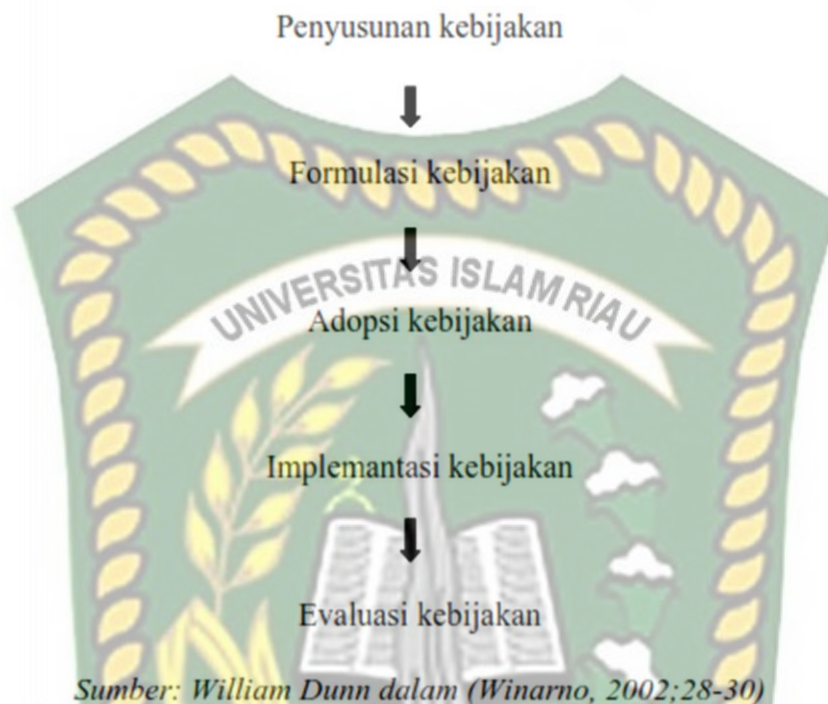 Penyusunan kebijakan
Formulasi kebijakan
UNIVERSITAS ISLAM RIAU
Adopsi kebijakan
Implemantasi kebijakan
Evaluasi kebijakan
Sumber: William Dunn dalam (Winarno, 2002;28-30)